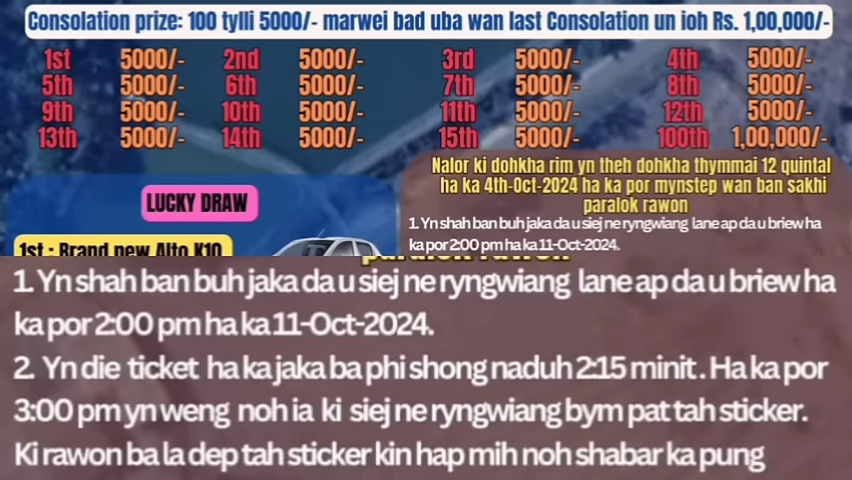 Consolation prize: 100 tylli 5000/- marwei bad uba wan last Consolation un ioh Rs. 1,00,000/-
1st 5000/- 2nd 5000/- 3rd 5000/- 4th 5000/-
5th 5000/- 6th 5000/- 7th 5000/- 8th 5000/-
9th 5000/- 10th 5000/- 11th 5000/- 12th 5000/-
13th 5000/- 14th 5000/- 15th 5000/- 100th 1,00,000/-
Nalor ki dohkha rim yn theh dohkha thymmai 12 quintal
ha ka 4th-Oct-2024 ha ka por mynstep wan ban sakhi
paralok rawon
LUCKY DRAW
1. Yn shah ban buh jaka da u siej ne ryngwiang lane ap da u briew ha
ka por 2:00 pm ha ka 11-Oct-2024.
1st : Brand new Alto K10
1. Yn shah ban buh jaka da u siej ne ryngwiang lane ap da u briew ha
ka por 2:00 pm ha ka 11-Oct-2024.
2. Yn die ticket ha ka jaka ba phi shong naduh 2:15 minit. Ha ka por
3:00 pm yn weng noh ia ki siej ne ryngwiang bym pat tah sticker.
Ki rawon ba la dep tah sticker kin hap mih noh shabar ka pung